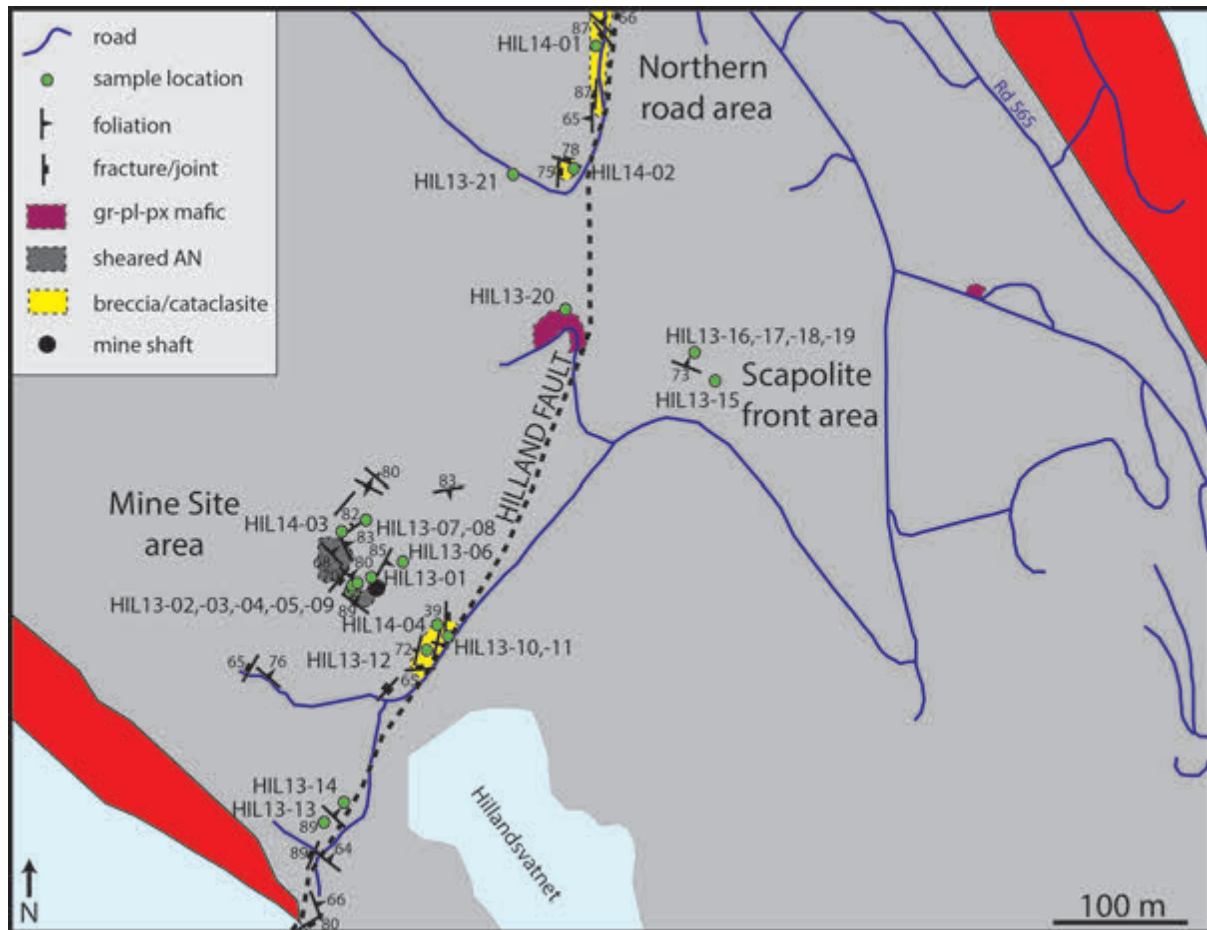 road
sample location
foliation
fracture/joint
gr-pl-px mafic
sheared AN
breccia/cataclasite
mine shaft
66
87
HIL14-01
Northern
road area
Rd 565
87
65
78
75
HIL14-02
HIL13-21
HIL13-20
HIL13-16,-17,-18,-19
73
HIL13-15
Scapolite
front area
HILLAND FAULT
80
83
Mine Site
area
82
HIL14-03
HIL13-07,-08
83
85
HIL13-06
68
80
HIL13-01
HIL13-02,-03,-04,-05,-09
89
HIL14-04
39
HIL13-10,-11
72
HIL13-12
65
65
76
HIL13-14
HIL13-13
89
89
64
66
80
Hillandsvatnet
N
100 m